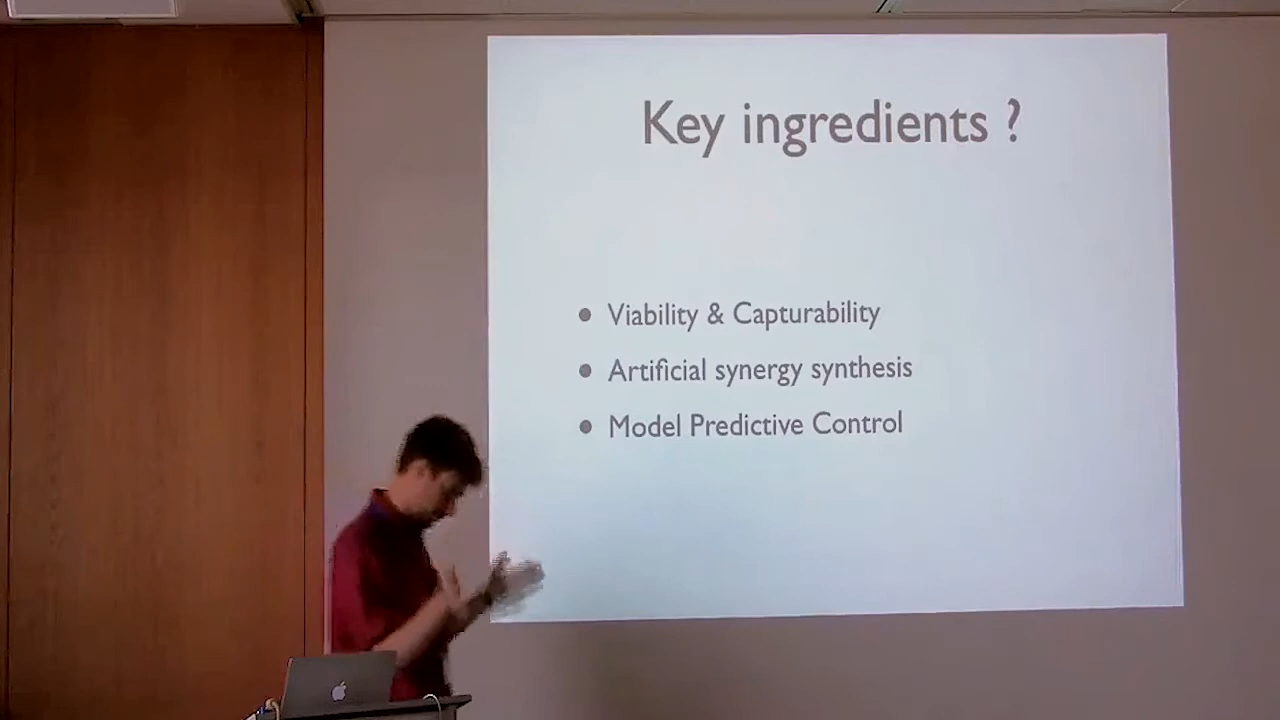 Key ingredients ?
Viability & Capturability
Artificial synergy synthesis
Model Predictive Control